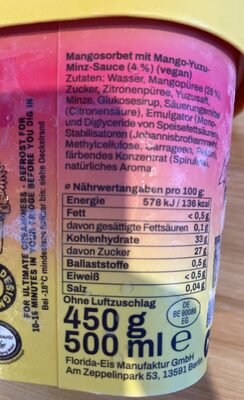 Mangosorbet mit Mango-Yuzu-
Minz-Sauce (4 %) (vegan)
Zutaten: Wasser, Mangopüree (28 %),
Zucker, Zitronenpüree, Yuzusaft,
Minze, Glukosesirup, Säuerungsmittel
(Citronensäure), Emulgator (Mono-
und Diglyceride von Speisefettsäuren),
Stabilisatoren (Johannisbrotkernmehl,
Methylcellulose, Carrageen, Pektin),
färbendes Konzentrat (Spirulina),
natürliches Aroma.
ø Nährwertangaben pro 100 g:
Energie 576 kJ / 136 kcal
Fett < 0,5 g
davon gesättigte Fettsäuren 0,1 g
Kohlenhydrate 33 g
davon Zucker 27 g
Ballaststoffe < 0,5 g
Eiweiß < 0,5 g
Salz 0,04 g
Ohne Luftzuschlag
450 g
500 ml e
DE
BE 90086
EG
Florida-Eis Manufaktur GmbH
Am Zeppelinpark 53, 13591 Berlin
FOR ULTIMATE CREAMINESS - DEFROST FOR
10-15 MINUTES IN YOUR FRIDGE BEFORE YOU DIG IN
Bei -18°C mindestens haltbar bis: siehe Deckelrand